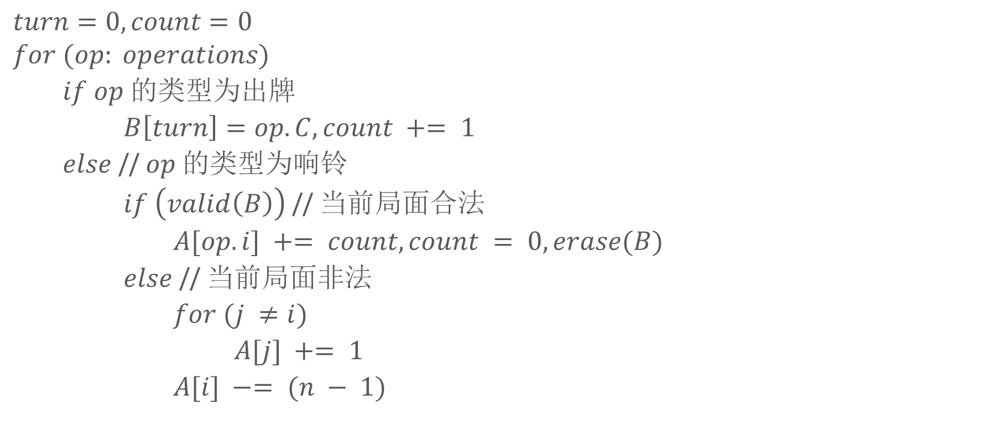 turn = 0, count = 0
for (op: operations)
if op 的类型为出牌
B[turn] = op. C, count += 1
else // op 的类型为响铃
if (valid(B)) // 当前局面合法
A[op. i] += count, count = 0, erase(B)
else // 当前局面非法
for (j ≠ i)
A[j] += 1
A[i] −= (n − 1)